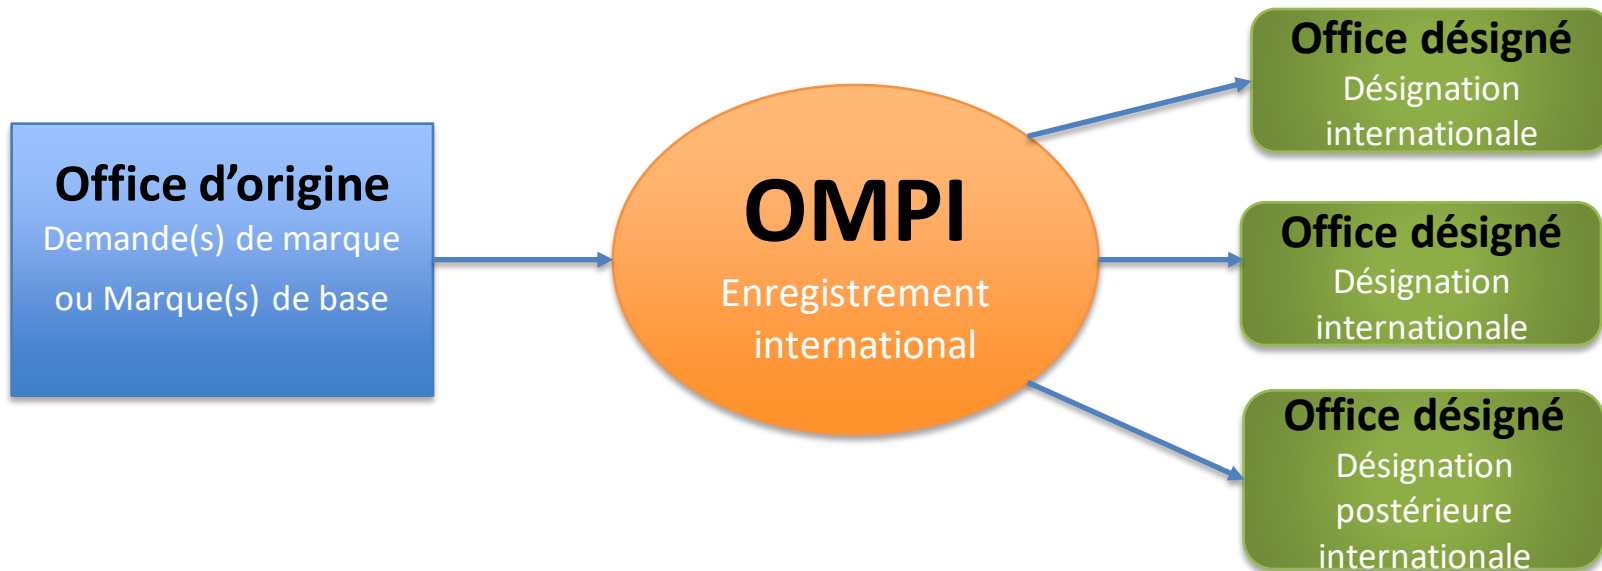 Office d’origine
Demande(s) de marque
ou Marque(s) de base
OMPI
Enregistrement
international
Office désigné
Désignation
internationale
Office désigné
Désignation
internationale
Office désigné
Désignation
postérieure
internationale